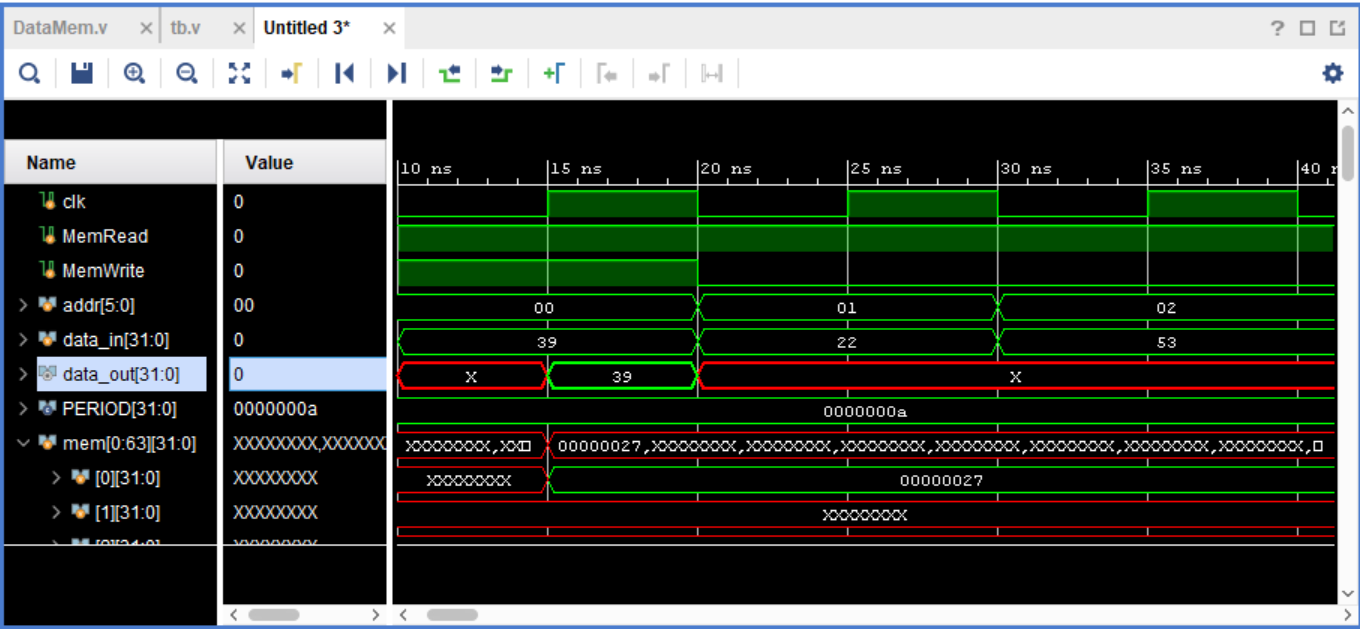 DataMem.v × tb.v × Untitled 3* ×
?
Name Value
10 ns 15 ns 20 ns 25 ns 30 ns 35 ns 40
clk 0
MemRead 0
MemWrite 0
addr[5:0] 00 00 01 02
data_in[31:0] 0 39 22 53
data_out[31:0] 0 X 39 X
PERIOD[31:0] 0000000a 0000000a
mem[0:63][31:0] XXXXXXXX,XXXXXX XXXXXXXX,XX 00000027,XXXXXXXX,XXXXXXXX,XXXXXXXX,XXXXXXXX,XXXXXXXX,XXXXXXXX,XXXXXXXX,
[0][31:0] XXXXXXXX XXXXXXXX 00000027
[1][31:0] XXXXXXXX XXXXXXXX